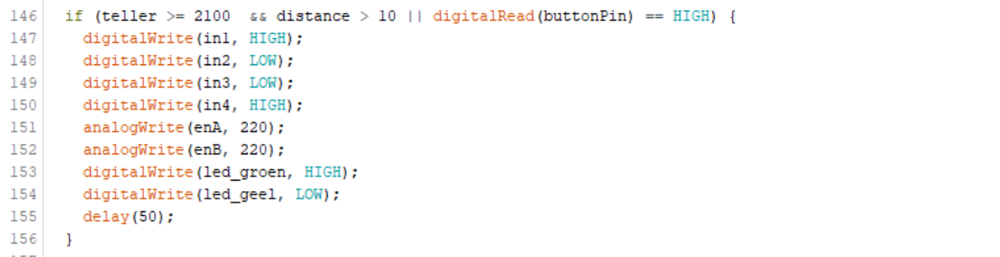 146 if (teller >= 2100  && distance > 10 || digitalRead(buttonPin) == HIGH) {
147 digitalWrite(in1, HIGH);
148 digitalWrite(in2, LOW);
149 digitalWrite(in3, LOW);
150 digitalWrite(in4, HIGH);
151 analogWrite(enA, 220);
152 analogWrite(enB, 220);
153 digitalWrite(led_groen, HIGH);
154 digitalWrite(led_geel, LOW);
155 delay(50);
156 }